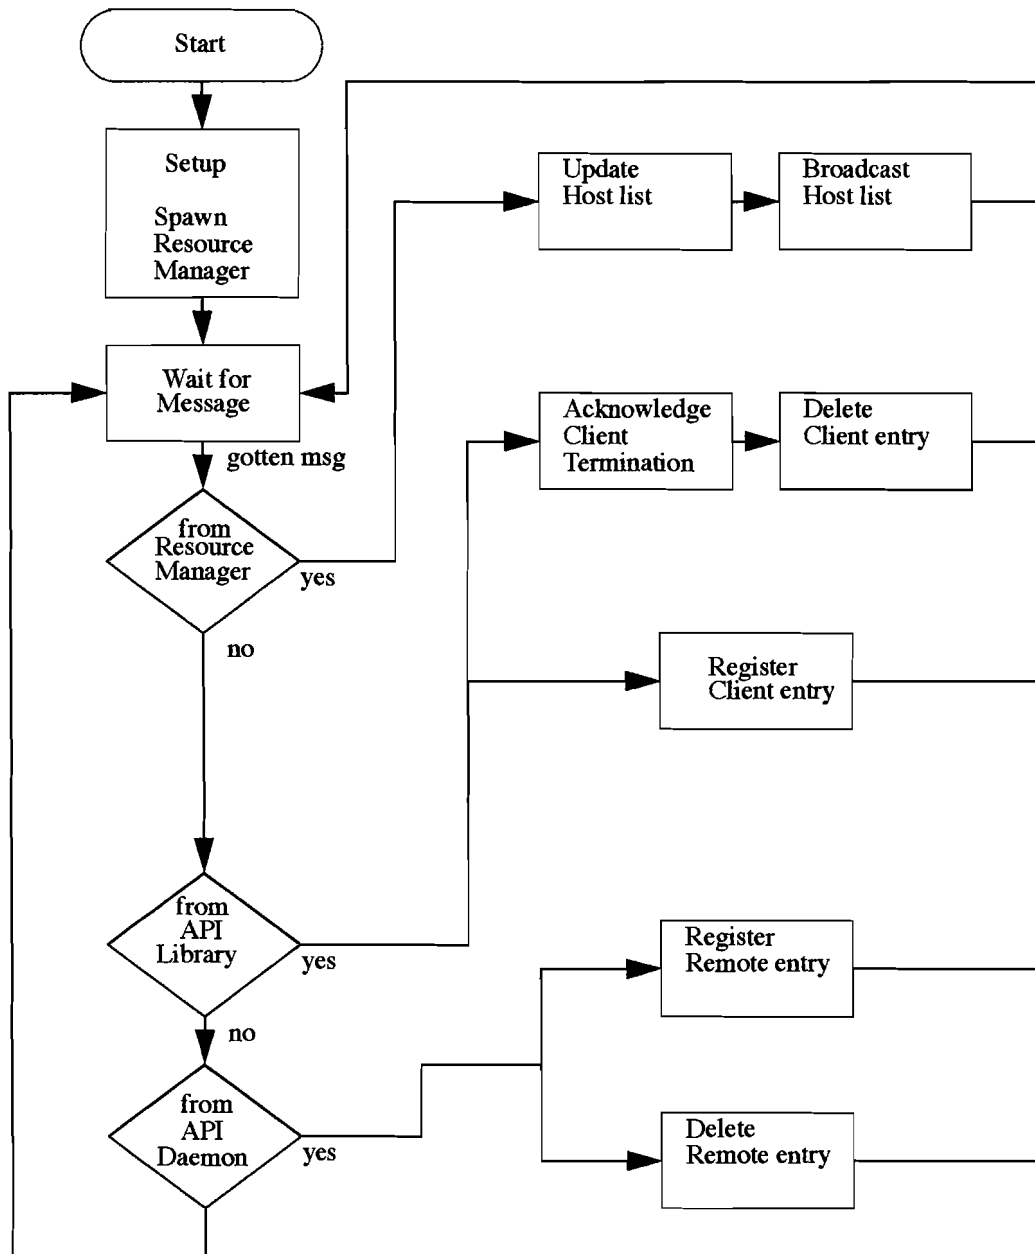 Start
Setup
Spawn
Resource
Manager
Update
Host list
Broadcast
Host list
Wait for
Message
gotten msg
Acknowledge
Client
Termination
Delete
Client entry
from
Resource
Manager
yes
no
Register
Client entry
from
API
Library
yes
no
Register
Remote entry
from
API
Daemon
yes
Delete
Remote entry